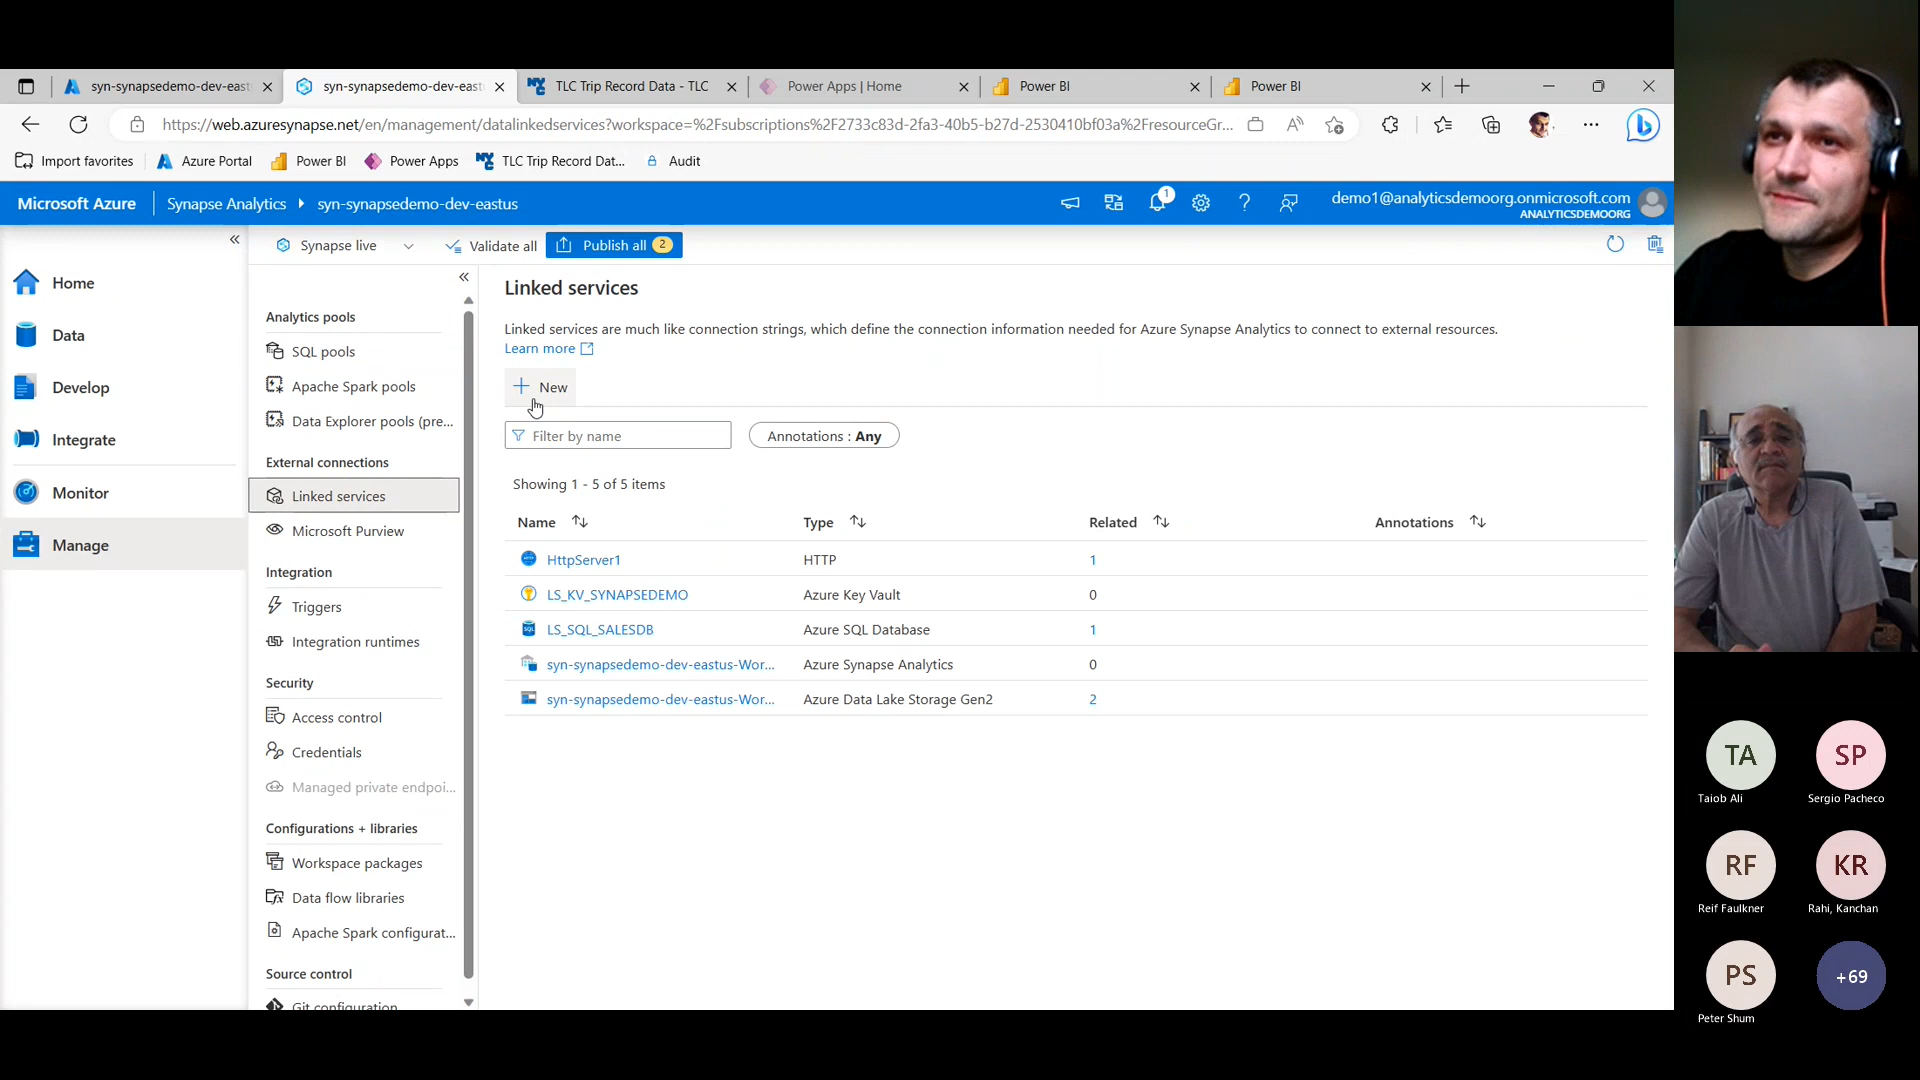 syn-synapsedemo-dev-east
syn-synapsedemo-dev-east
TLC Trip Record Data - TLC
Power Apps | Home
Power BI
Power BI
https://web.azuresynapse.net/en/management/datalinkedservices?workspace=%2Fsubscriptions%2F2733c83d-2fa3-40b5-b27d-2530410bf03a%2FresourceGr...
Import favorites
Azure Portal
Power BI
Power Apps
TLC Trip Record Dat...
Audit
Microsoft Azure
Synapse Analytics
syn-synapsedemo-dev-eastus
1
demo1@analyticsdemoorg.onmicrosoft.com
ANALYTICSDEMOORG
Synapse live
Validate all
Publish all
2
Home
Data
Develop
Integrate
Monitor
Manage
Analytics pools
SQL pools
Apache Spark pools
Data Explorer pools (pre...
External connections
Linked services
Microsoft Purview
Integration
Triggers
Integration runtimes
Security
Access control
Credentials
Managed private endpoi...
Configurations + libraries
Workspace packages
Data flow libraries
Apache Spark configurat...
Source control
Git configuration
Linked services
Linked services are much like connection strings, which define the connection information needed for Azure Synapse Analytics to connect to external resources.
Learn more
New
Filter by name
Annotations : Any
Showing 1 - 5 of 5 items
Name Type Related Annotations
HttpServer1 HTTP 1
LS_KV_SYNAPSEDEMO Azure Key Vault 0
LS_SQL_SALESDB Azure SQL Database 1
syn-synapsedemo-dev-eastus-Wor... Azure Synapse Analytics 0
syn-synapsedemo-dev-eastus-Wor... Azure Data Lake Storage Gen2 2
TA
Taiob Ali
SP
Sergio Pacheco
RF
Reif Faulkner
KR
Rahi, Kanchan
PS
Peter Shum
+69